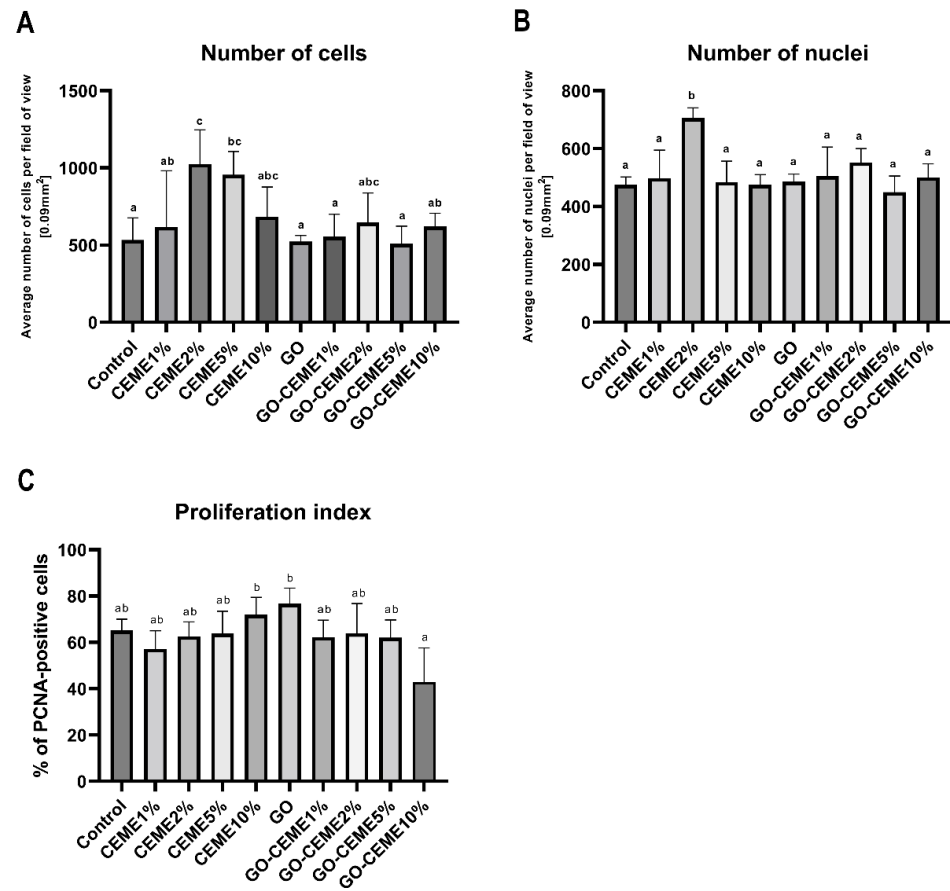 A
Number of cells
Average number of cells per field of view
[0.09mm²]
1500
1000
500
0
a
ab
c
bc
abc
a
a
abc
a
ab
Control
CEME1%
CEME2%
CEME5%
CEME10%
GO
GO-CEME1%
GO-CEME2%
GO-CEME5%
GO-CEME10%
B
Number of nuclei
Average number of nuclei per field of view
[0.09mm²]
800
600
400
200
0
a
a
b
a
a
a
a
a
a
a
Control
CEME1%
CEME2%
CEME5%
CEME10%
GO
GO-CEME1%
GO-CEME2%
GO-CEME5%
GO-CEME10%
C
Proliferation index
% of PCNA-positive cells
100
80
60
40
20
0
ab
ab
ab
ab
b
b
ab
ab
ab
a
Control
CEME1%
CEME2%
CEME5%
CEME10%
GO
GO-CEME1%
GO-CEME2%
GO-CEME5%
GO-CEME10%